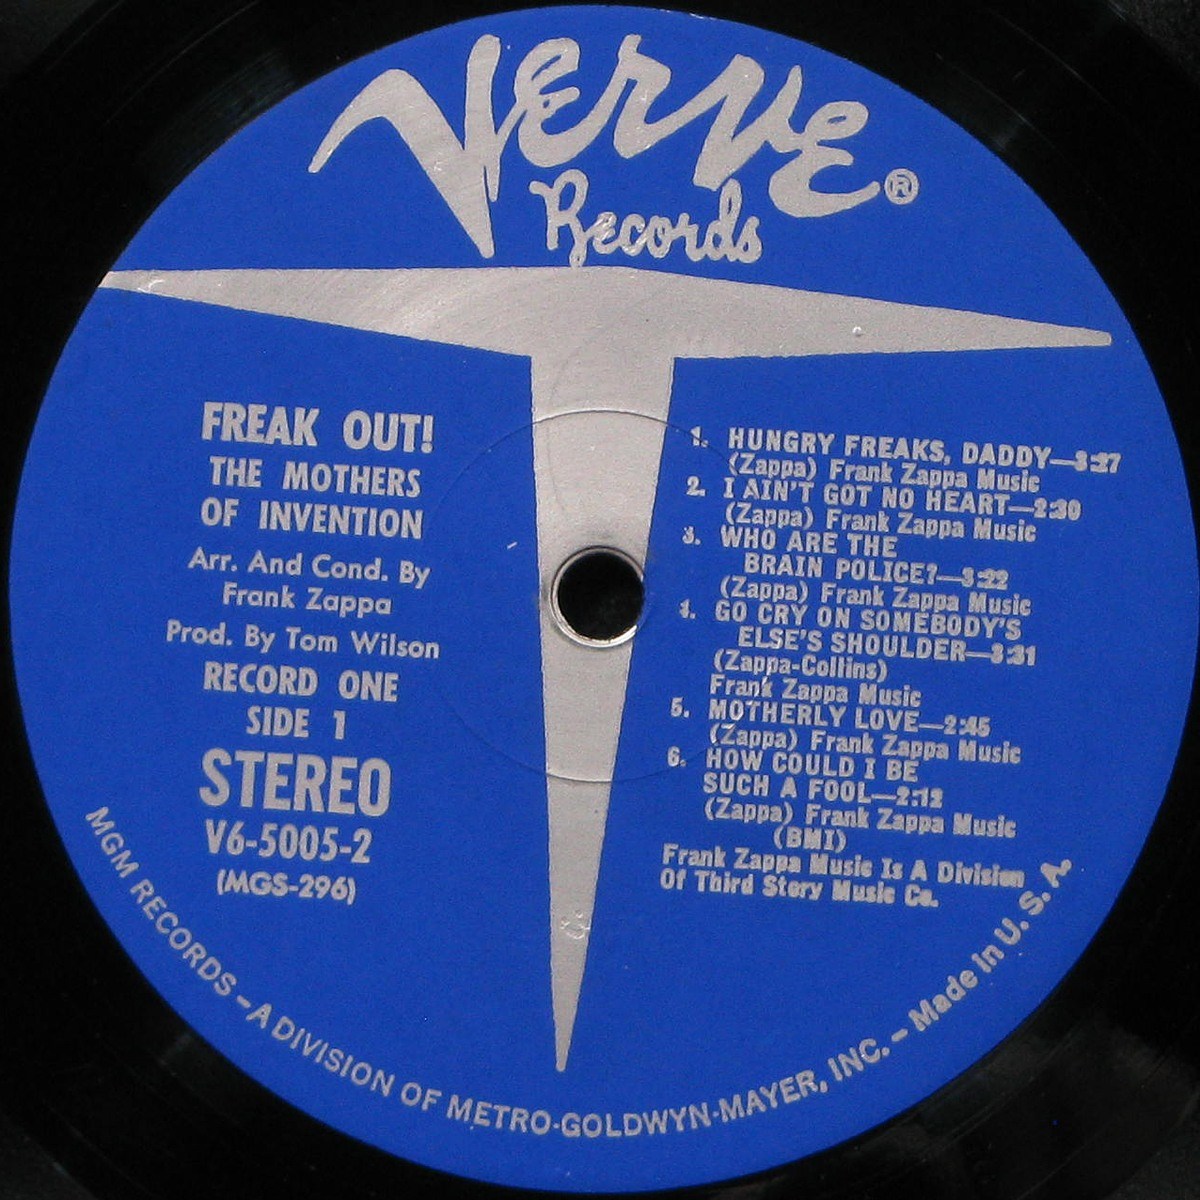 Verve®
Records
FREAK OUT!
THE MOTHERS
OF INVENTION
Arr. And Cond. By
Frank Zappa
Prod. By Tom Wilson
RECORD ONE
SIDE 1
STEREO
V6-5005-2
(MGS-296)
1. HUNGRY FREAKS, DADDY—3:27
(Zappa) Frank Zappa Music
2. I AIN'T GOT NO HEART—2:30
(Zappa) Frank Zappa Music
3. WHO ARE THE
BRAIN POLICE?—3:22
(Zappa) Frank Zappa Music
4. GO CRY ON SOMEBODY'S
ELSE'S SHOULDER—3:31
(Zappa-Collins)
Frank Zappa Music
5. MOTHERLY LOVE—2:45
(Zappa) Frank Zappa Music
6. HOW COULD I BE
SUCH A FOOL—2:12
(Zappa) Frank Zappa Music
(BMI)
Frank Zappa Music Is A Division
Of Third Story Music Co.
MGM RECORDS – A DIVISION OF METRO-GOLDWYN-MAYER, INC. – Made in U. S. A.